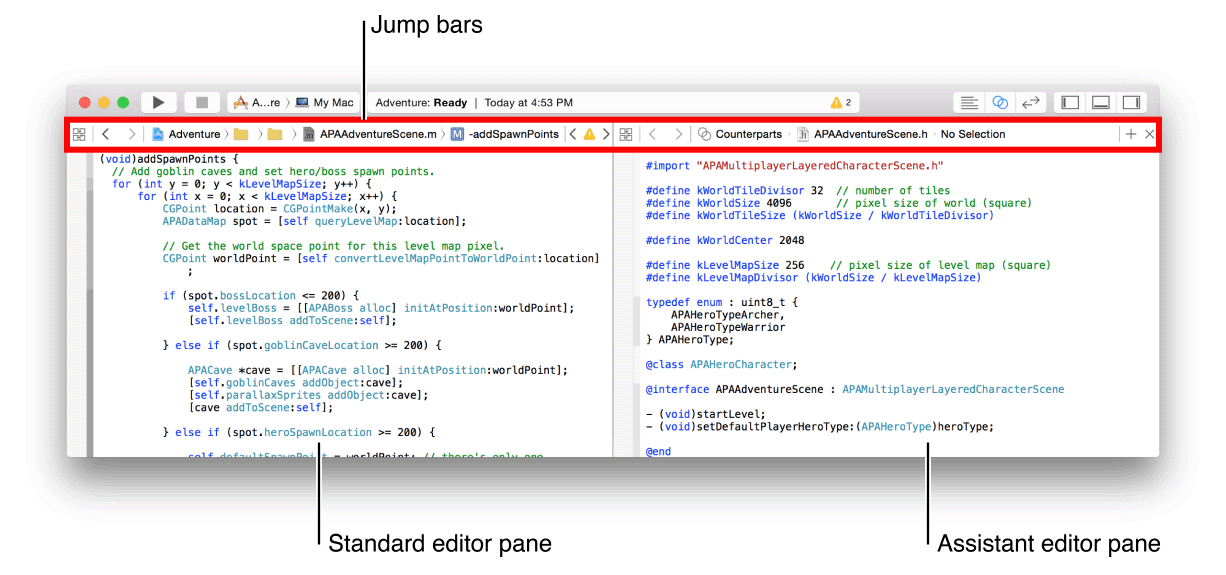 Jump bars
A...re 〉 My Mac
Adventure: Ready | Today at 4:53 PM
2
Adventure 〉 〉 〉 APAAdventureScene.m 〉 M -addSpawnPoints
Counterparts › h APAAdventureScene.h › No Selection
(void)addSpawnPoints {
// Add goblin caves and set hero/boss spawn points.
for (int y = 0; y < kLevelMapSize; y++) {
for (int x = 0; x < kLevelMapSize; x++) {
CGPoint location = CGPointMake(x, y);
APADataMap spot = [self queryLevelMap:location];
// Get the world space point for this level map pixel.
CGPoint worldPoint = [self convertLevelMapPointToWorldPoint:location]
;
if (spot.bossLocation <= 200) {
self.levelBoss = [[APABoss alloc] initAtPosition:worldPoint];
[self.levelBoss addToScene:self];
} else if (spot.goblinCaveLocation >= 200) {
APACave *cave = [[APACave alloc] initAtPosition:worldPoint];
[self.goblinCaves addObject:cave];
[self.parallaxSprites addObject:cave];
[cave addToScene:self];
} else if (spot.heroSpawnLocation >= 200) {
self.defaultSpawnPoint = worldPoint; // there's only one
#import "APAMultiplayerLayeredCharacterScene.h"
#define kWorldTileDivisor 32 // number of tiles
#define kWorldSize 4096 // pixel size of world (square)
#define kWorldTileSize (kWorldSize / kWorldTileDivisor)
#define kWorldCenter 2048
#define kLevelMapSize 256 // pixel size of level map (square)
#define kLevelMapDivisor (kWorldSize / kLevelMapSize)
typedef enum : uint8_t {
APAHeroTypeArcher,
APAHeroTypeWarrior
} APAHeroType;
@class APAHeroCharacter;
@interface APAAdventureScene : APAMultiplayerLayeredCharacterScene
- (void)startLevel;
- (void)setDefaultPlayerHeroType:(APAHeroType)heroType;
@end
Standard editor pane
Assistant editor pane